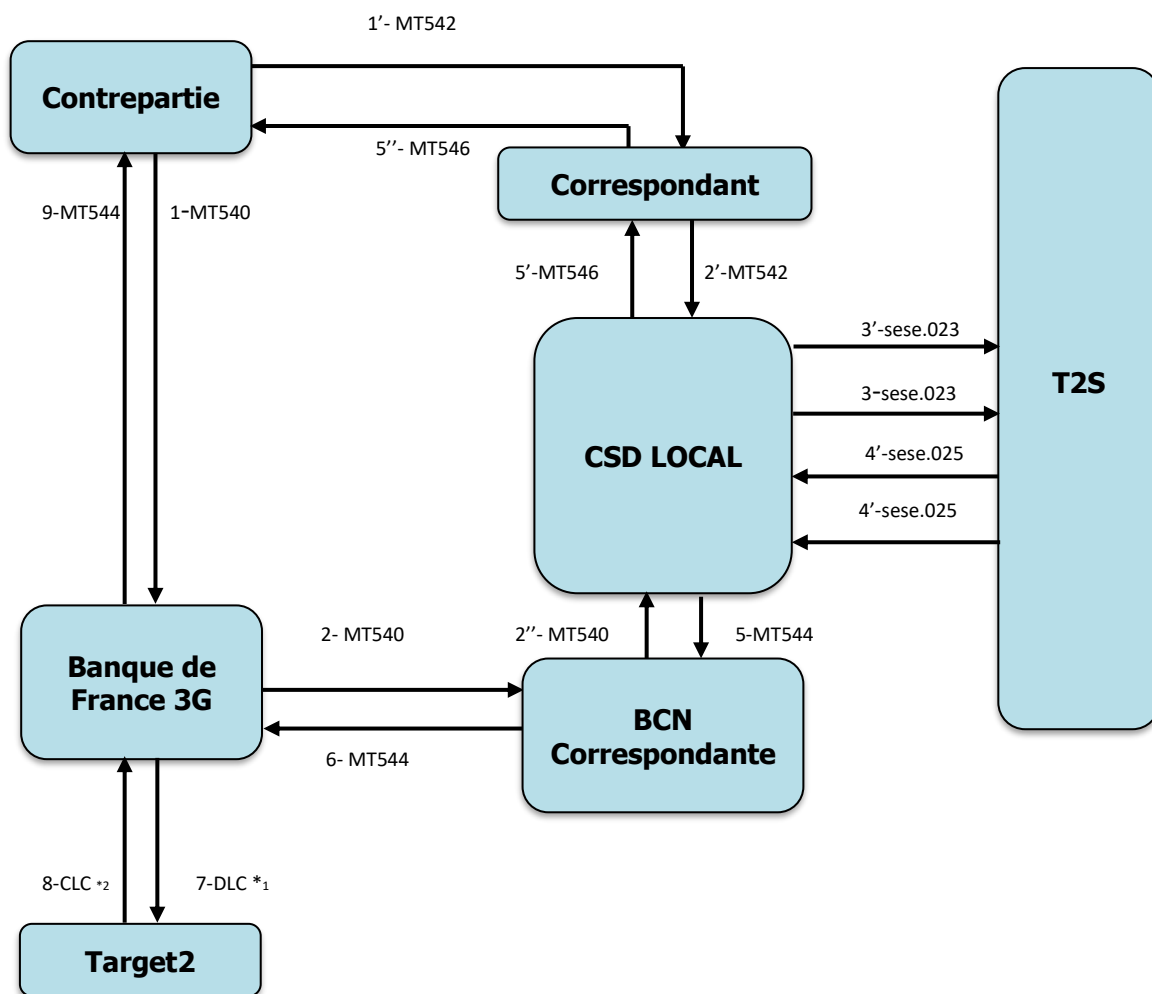 1’- MT542
Contrepartie
5’’- MT546
Correspondant
9-MT544
1-MT540
5’-MT546
2’-MT542
3’-sese.023
T2S
3-sese.023
CSD LOCAL
4’-sese.025
4’-sese.025
2- MT540
2’’- MT540
5-MT544
Banque de
France 3G
BCN
Correspondante
6- MT544
8-CLC *2
7-DLC *1
Target2